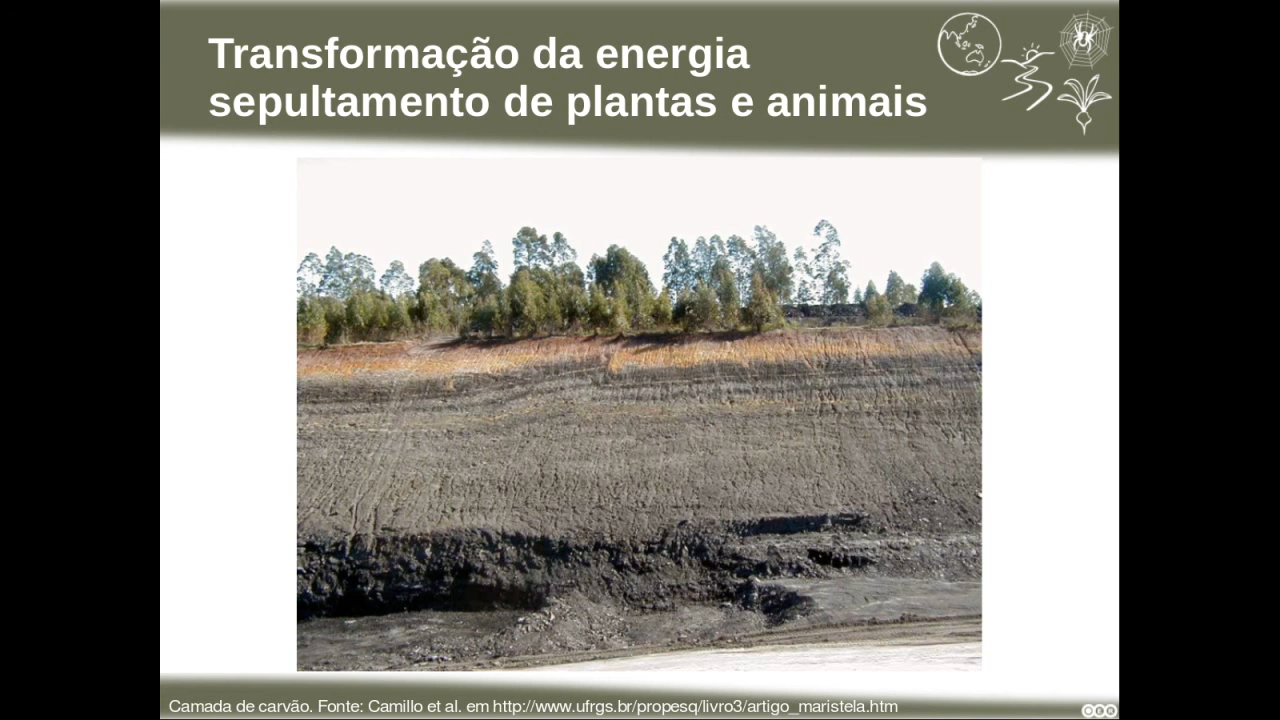 Transformação da energia
sepultamento de plantas e animais
Camada de carvão. Fonte: Camillo et al. em http://www.ufrgs.br/propesq/livro3/artigo_maristela.htm